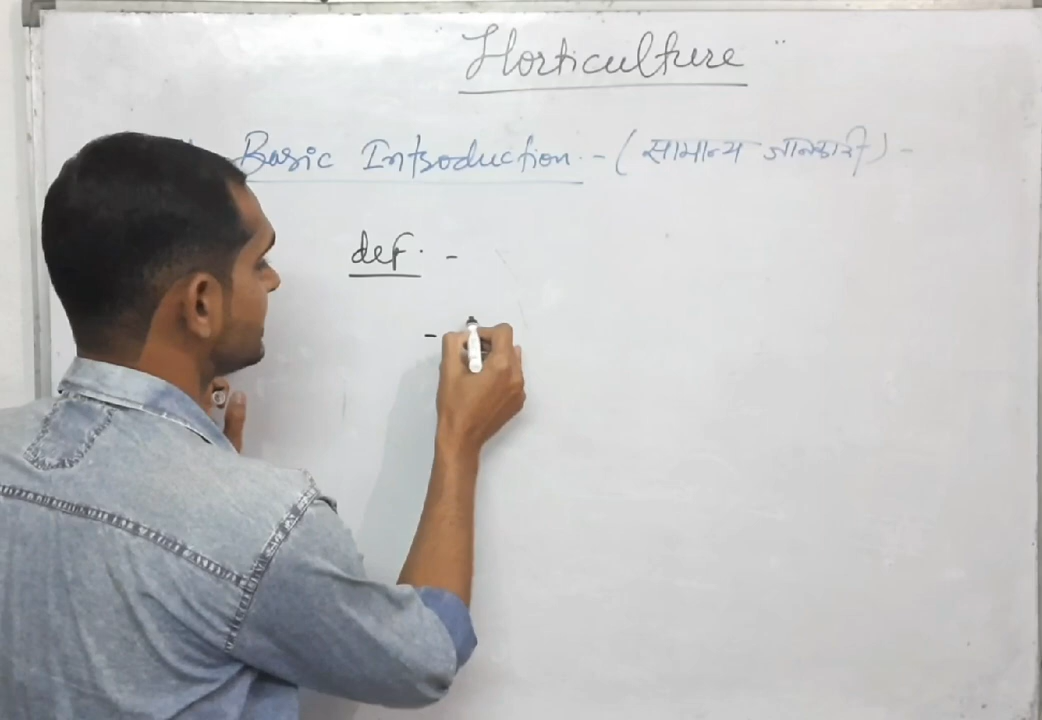 "Horticulture"
Basic Introduction. - (सामान्य जानकारी) -
def. -
-